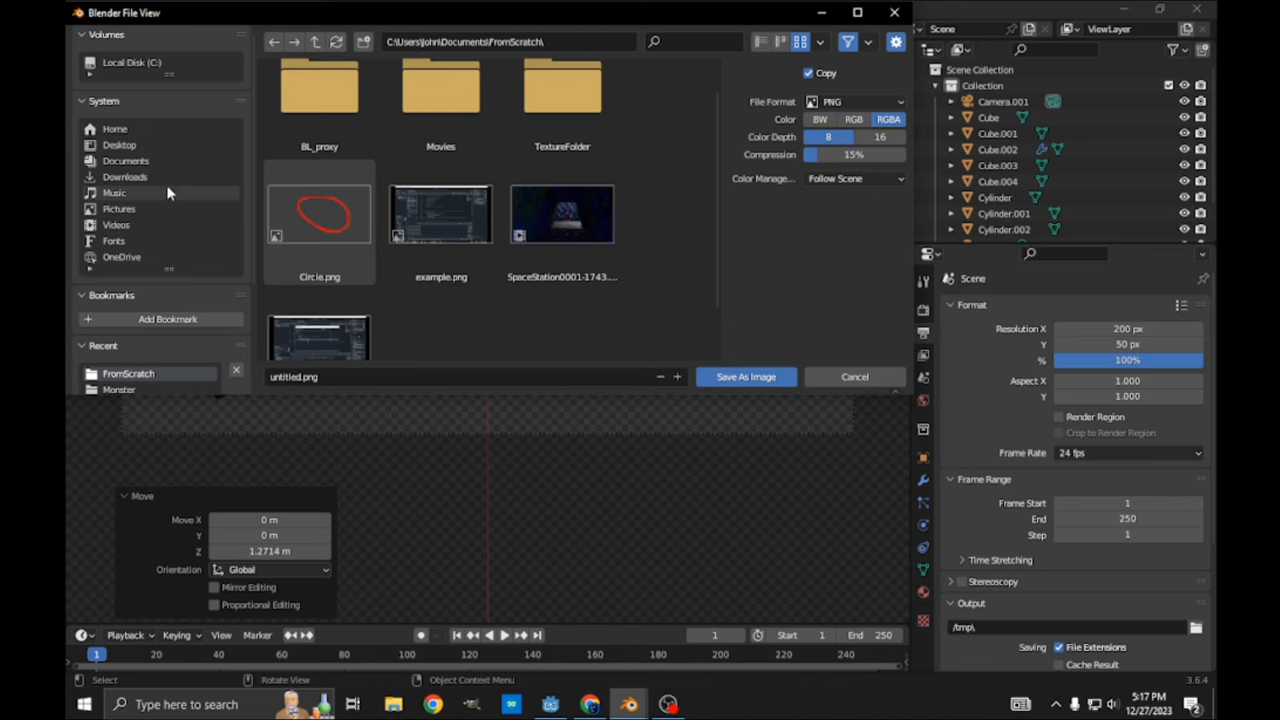 Blender File View
Volumes
Local Disk (C:)
System
Home
Desktop
Documents
Downloads
Music
Pictures
Videos
Fonts
OneDrive
Bookmarks
Add Bookmark
Recent
FromScratch
Monster
C:\Users\John\Documents\FromScratch\
BL_proxy
Movies
TextureFolder
Circle.png
example.png
SpaceStation0001-1743....
untitled.png
Save As Image
Cancel
Copy
File Format PNG
Color BW RGB RGBA
Color Depth 8 16
Compression 15%
Color Manage... Follow Scene
Scene
ViewLayer
Scene Collection
Collection
Camera.001
Cube
Cube.001
Cube.002
Cube.003
Cube.004
Cylinder
Cylinder.001
Cylinder.002
Scene
Format
Resolution X 200 px
Y 50 px
% 100%
Aspect X 1.000
Y 1.000
Render Region
Crop to Render Region
Frame Rate 24 fps
Frame Range
Frame Start 1
End 250
Step 1
Time Stretching
Stereoscopy
Output
/tmp\
Saving File Extensions
Cache Result
Move
Move X 0 m
Y 0 m
Z 1.2714 m
Orientation Global
Mirror Editing
Proportional Editing
Playback Keying View Marker
1 Start 1 End 250
1 20 40 60 80 100 120 140 160 180 200 220 240
Select Rotate View Object Context Menu 3.6.4
Type here to search
5:17 PM
12/27/2023
2